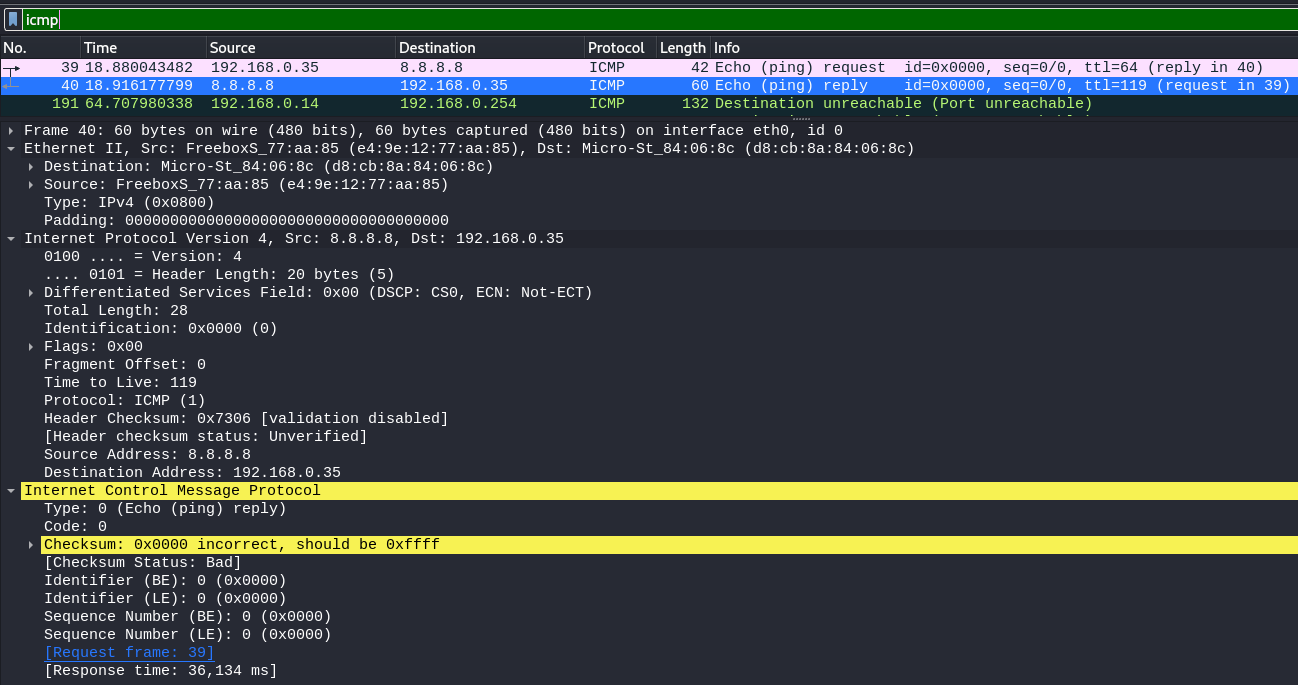 icmp
No. Time Source Destination Protocol Length Info
39 18.880043482 192.168.0.35 8.8.8.8 ICMP 42 Echo (ping) request id=0x0000, seq=0/0, ttl=64 (reply in 40)
40 18.916177799 8.8.8.8 192.168.0.35 ICMP 60 Echo (ping) reply id=0x0000, seq=0/0, ttl=119 (request in 39)
191 64.707980338 192.168.0.14 192.168.0.254 ICMP 132 Destination unreachable (Port unreachable)
Frame 40: 60 bytes on wire (480 bits), 60 bytes captured (480 bits) on interface eth0, id 0
Ethernet II, Src: FreeboxS_77:aa:85 (e4:9e:12:77:aa:85), Dst: Micro-St_84:06:8c (d8:cb:8a:84:06:8c)
Destination: Micro-St_84:06:8c (d8:cb:8a:84:06:8c)
Source: FreeboxS_77:aa:85 (e4:9e:12:77:aa:85)
Type: IPv4 (0x0800)
Padding: 000000000000000000000000000000000000
Internet Protocol Version 4, Src: 8.8.8.8, Dst: 192.168.0.35
0100 .... = Version: 4
.... 0101 = Header Length: 20 bytes (5)
Differentiated Services Field: 0x00 (DSCP: CS0, ECN: Not-ECT)
Total Length: 28
Identification: 0x0000 (0)
Flags: 0x00
Fragment Offset: 0
Time to Live: 119
Protocol: ICMP (1)
Header Checksum: 0x7306 [validation disabled]
[Header checksum status: Unverified]
Source Address: 8.8.8.8
Destination Address: 192.168.0.35
Internet Control Message Protocol
Type: 0 (Echo (ping) reply)
Code: 0
Checksum: 0x0000 incorrect, should be 0xffff
[Checksum Status: Bad]
Identifier (BE): 0 (0x0000)
Identifier (LE): 0 (0x0000)
Sequence Number (BE): 0 (0x0000)
Sequence Number (LE): 0 (0x0000)
[Request frame: 39]
[Response time: 36,134 ms]